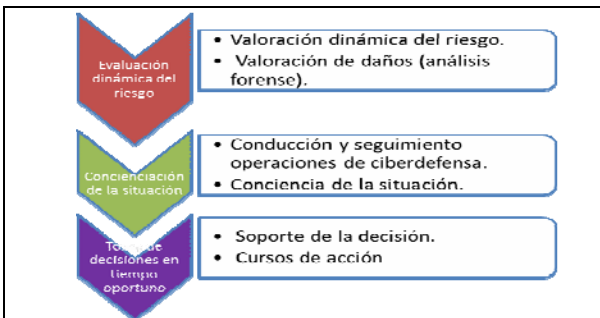 Evaluación
dinámica del
riesgo
• Valoración dinámica del riesgo.
• Valoración de daños (análisis
forense).
Concienciación
de la situación
• Conducción y seguimiento
operaciones de ciberdefensa.
• Conciencia de la situación.
Toma de
decisiones en
tiempo
oportuno
• Soporte de la decisión.
• Cursos de acción